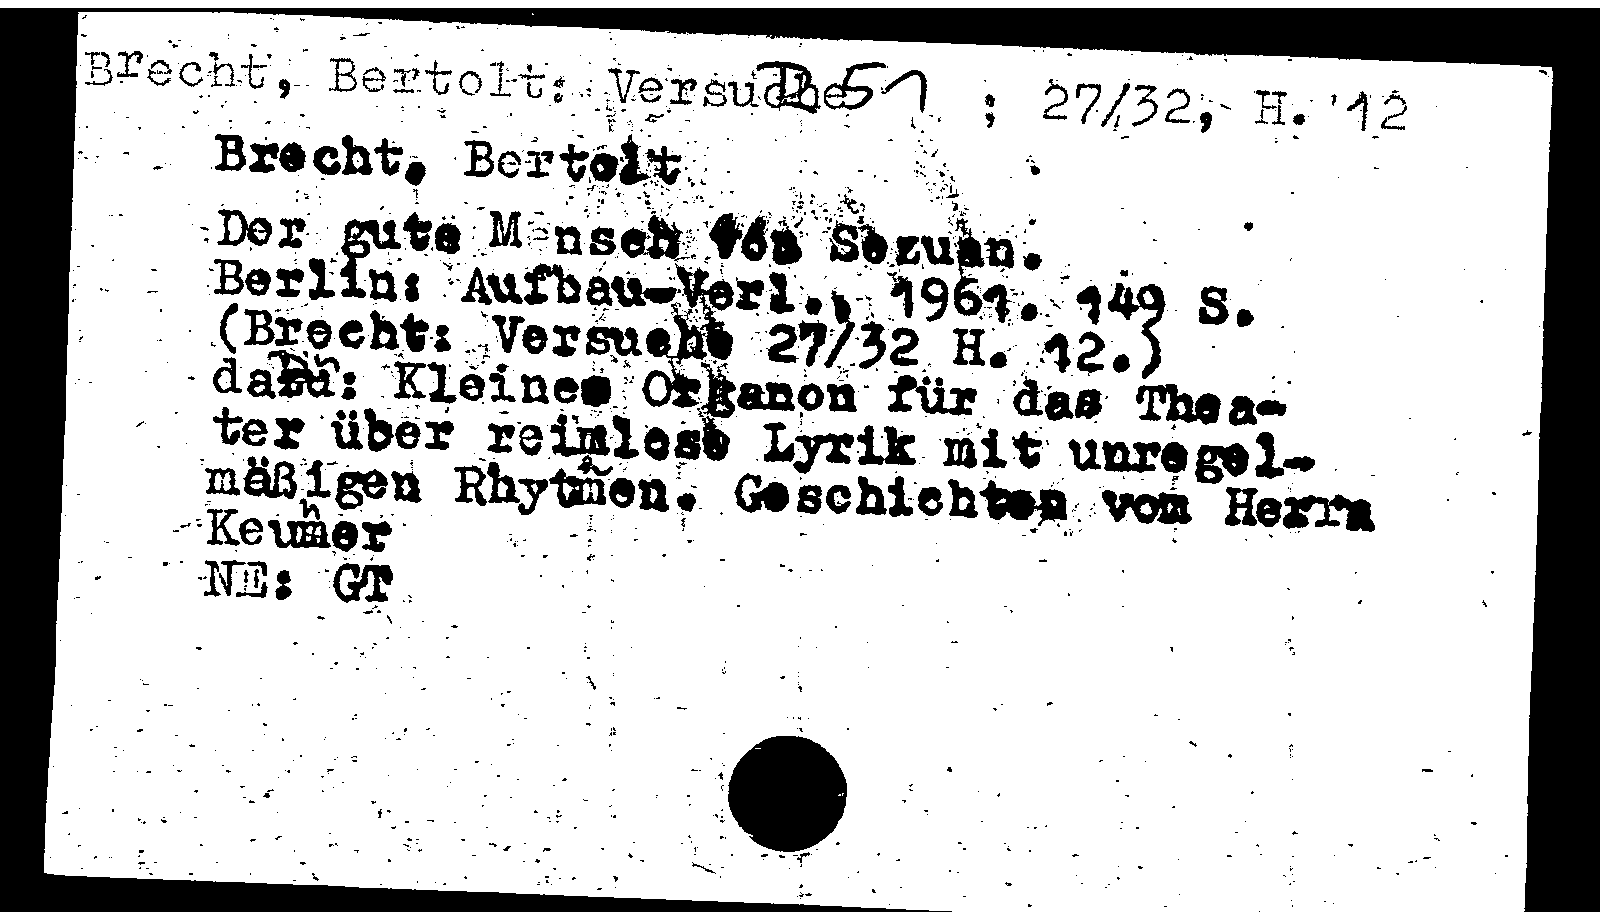 Brecht, Bertolt: Versuche ; 27/32, H. 12
B 51
Brecht, Bertolt
Der gute Mensch von Sezuan.
Berlin: Aufbau-Verl., 1961. 149 S.
(Brecht: Versuche 27/32 H. 12.)
dazu: Kleines Organon für das Thea-
ter über reimlose Lyrik mit unregel-
mäßigen Rhytmen. Geschichten vom Herrn
Keuner
NE: GT